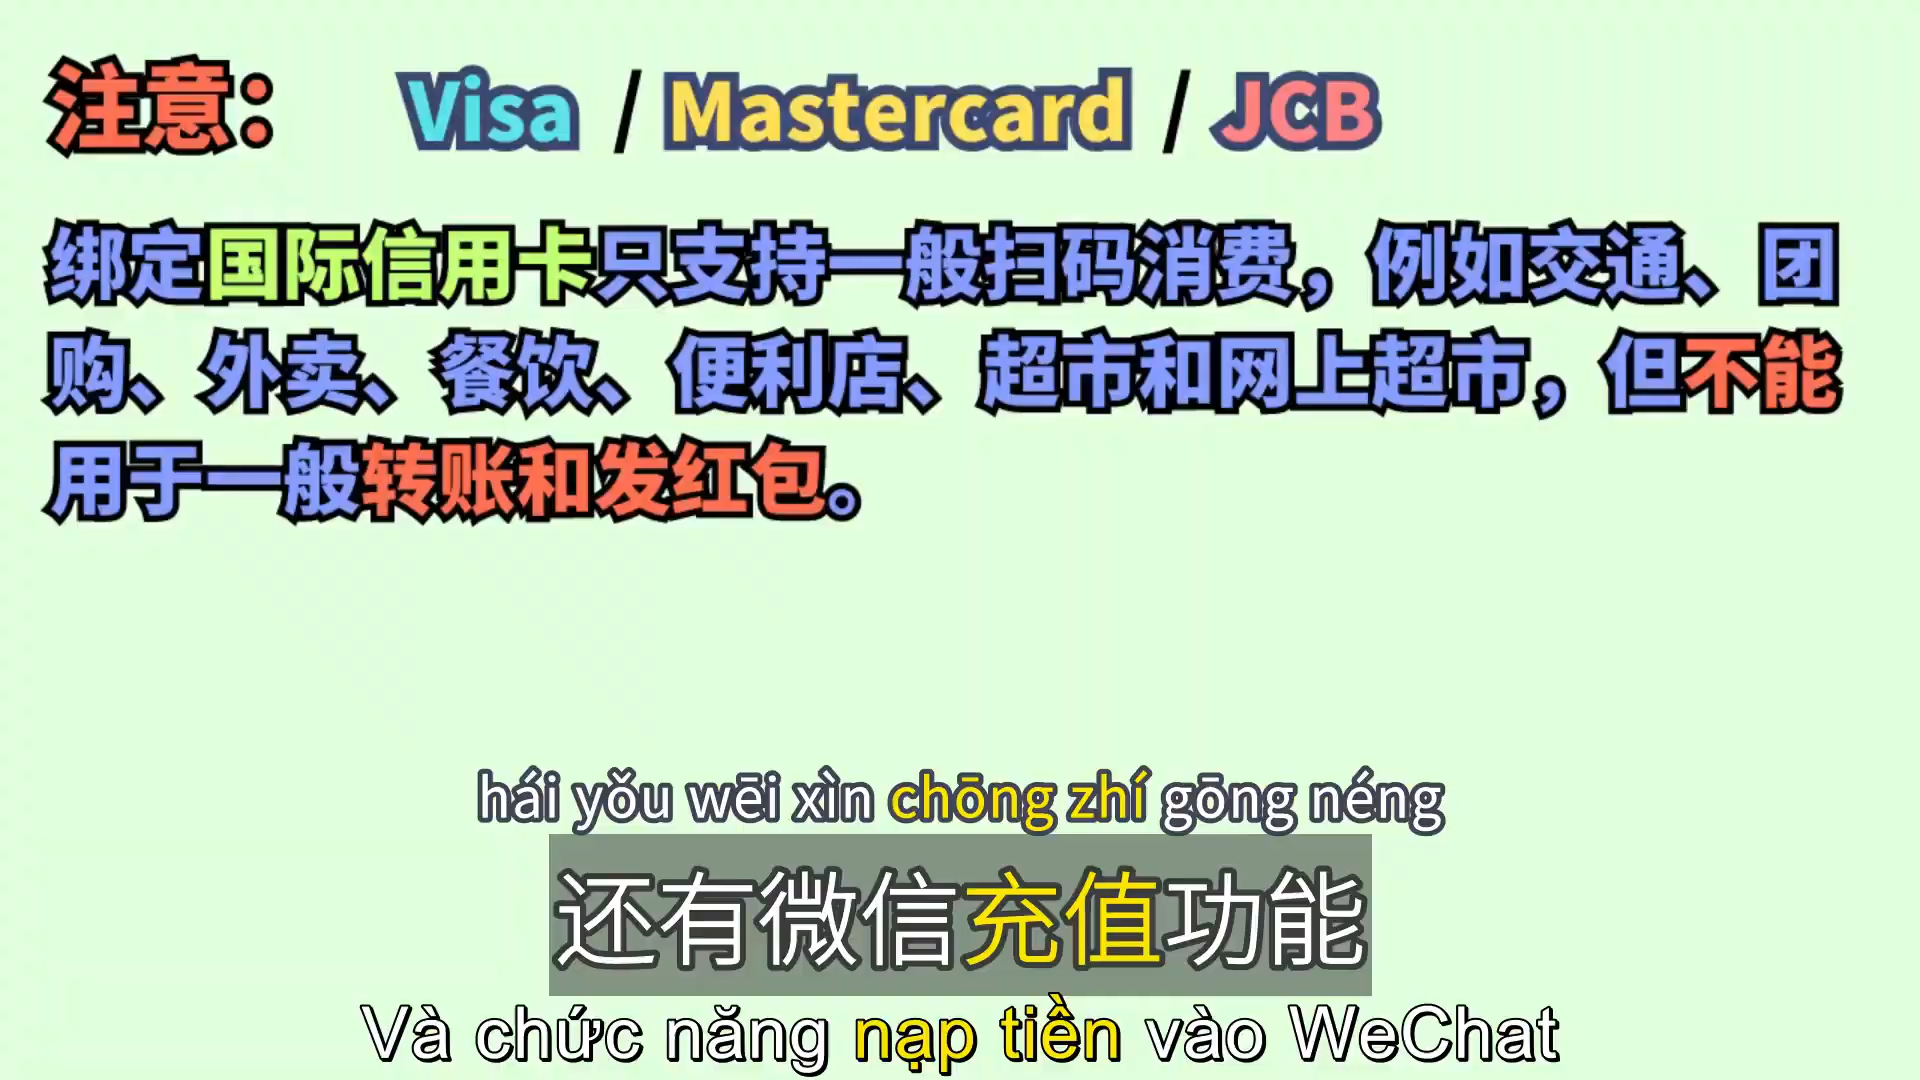 注意： Visa / Mastercard / JCB
绑定国际信用卡只支持一般扫码消费，例如交通、团
购、外卖、餐饮、便利店、超市和网上超市，但不能
用于一般转账和发红包。
hái yǒu wēi xìn chōng zhí gōng néng
还有微信充值功能
Và chức năng nạp tiền vào WeChat